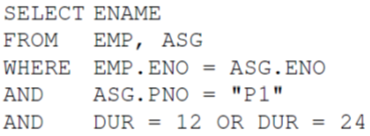 SELECT ENAME
FROM EMP, ASG
WHERE EMP.ENO = ASG.ENO
AND ASG.PNO = "P1"
AND DUR = 12 OR DUR = 24